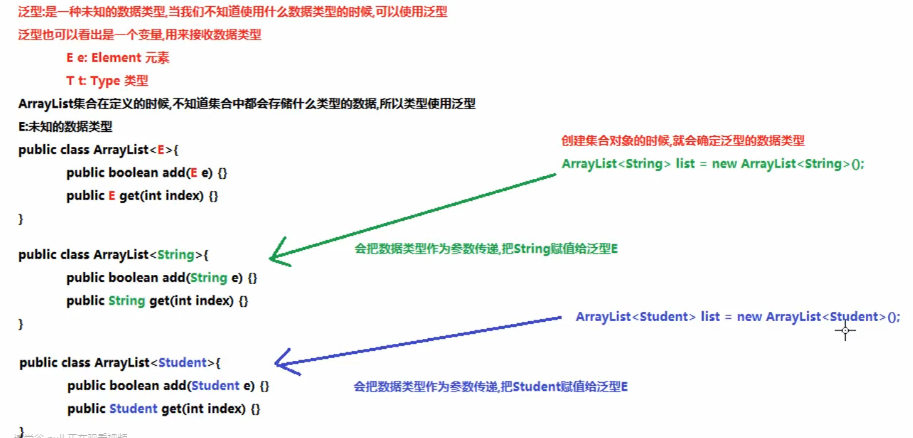 泛型:是一种未知的数据类型,当我们不知道使用什么数据类型的时候,可以使用泛型
泛型也可以看出是一个变量,用来接收数据类型
E e: Element 元素
T t: Type 类型
ArrayList集合在定义的时候,不知道集合中都会存储什么类型的数据,所以类型使用泛型
E:未知的数据类型
public class ArrayList<E>{
public boolean add(E e) {}
public E get(int index) {}
}
创建集合对象的时候,就会确定泛型的数据类型
ArrayList<String> list = new ArrayList<String>();
会把数据类型作为参数传递,把String赋值给泛型E
public class ArrayList<String>{
public boolean add(String e) {}
public String get(int index) {}
}
ArrayList<Student> list = new ArrayList<Student>();
public class ArrayList<Student>{
public boolean add(Student e) {}
会把数据类型作为参数传递,把Student赋值给泛型E
public Student get(int index) {}
}